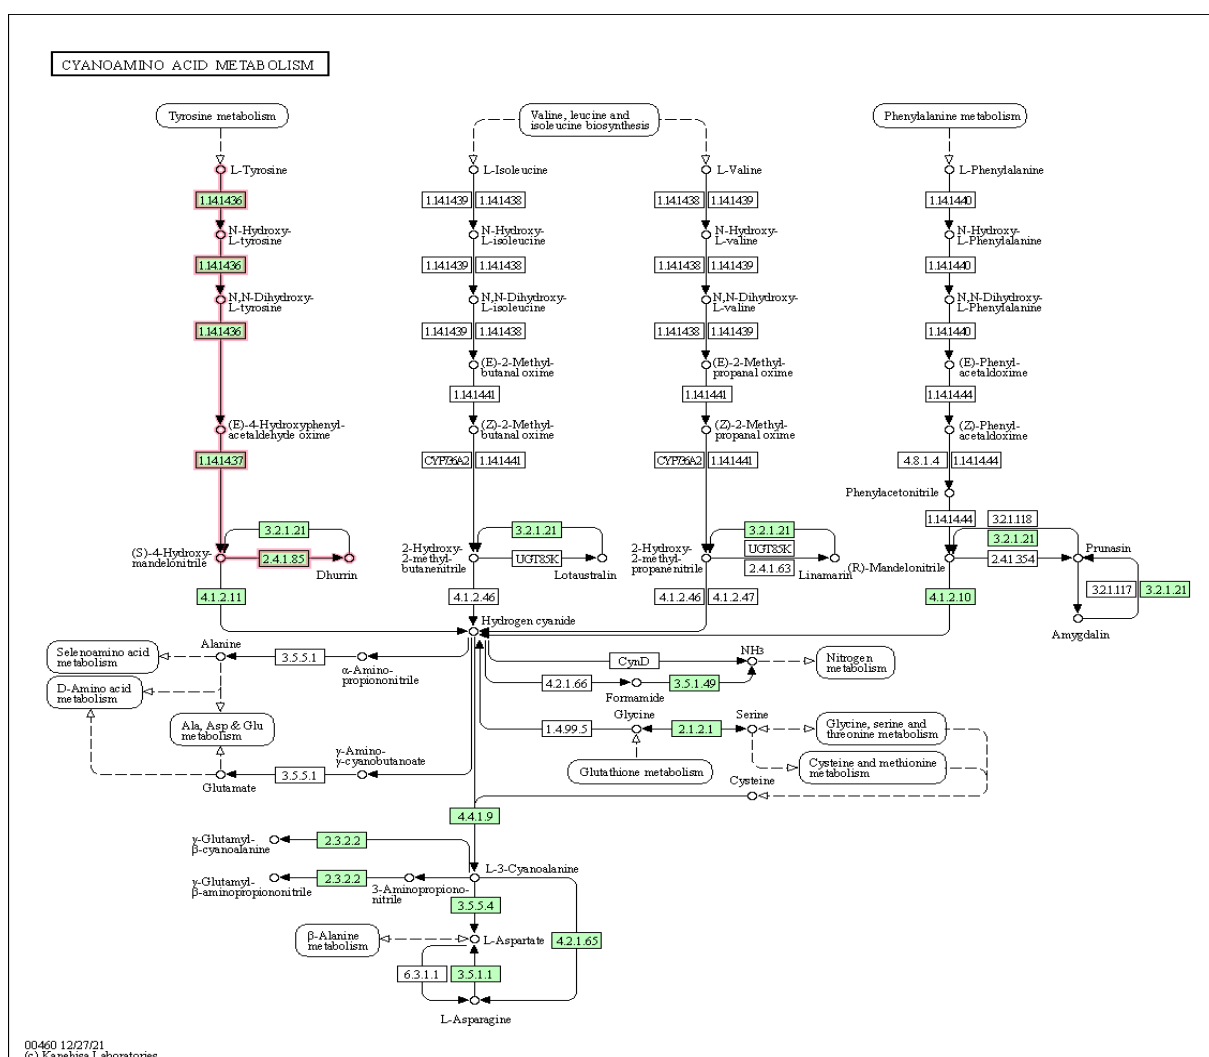 CYANOAMINO ACID METABOLISM
Tyrosine metabolism
Valine, leucine and
isoleucine biosynthesis
Phenylalanine metabolism
L-Tyrosine
L-Isoleucine
L-Valine
L-Phenylalanine
1.14.14.36
1.14.14.39
1.14.14.38
1.14.14.38
1.14.14.39
1.14.14.40
N-Hydroxy-
L-tyrosine
N-Hydroxy-
L-isoleucine
N-Hydroxy-
L-valine
N-Hydroxy-
L-Phenylalanine
1.14.14.36
1.14.14.39
1.14.14.38
1.14.14.38
1.14.14.39
1.14.14.40
N,N-Dihydroxy-
L-tyrosine
N,N-Dihydroxy-
L-isoleucine
N,N-Dihydroxy-
L-valine
N,N-Dihydroxy-
L-Phenylalanine
1.14.14.36
1.14.14.39
1.14.14.38
1.14.14.38
1.14.14.39
1.14.14.40
(E)-2-Methyl-
butanal oxime
(E)-2-Methyl-
propanal oxime
(E)-Phenyl-
acetaldoxime
1.14.14.41
1.14.14.41
1.14.14.44
(E)-4-Hydroxyphenyl-
acetaldehyde oxime
(Z)-2-Methyl-
butanal oxime
(Z)-2-Methyl-
propanal oxime
(Z)-Phenyl-
acetaldoxime
1.14.14.37
CYP736A2
1.14.14.41
CYP736A2
1.14.14.41
4.8.1.4
1.14.14.44
Phenylacetonitrile
1.14.14.44
3.2.1.118
3.2.1.21
3.2.1.21
3.2.1.21
3.2.1.21
(S)-4-Hydroxy-
mandelonitrile
2.4.1.85
Dhurrin
2-Hydroxy-
2-methyl-
butanenitrile
UGT85K
Lotaustralin
2-Hydroxy-
2-methyl-
propanenitrile
UGT85K
2.4.1.63
Linamarin
(R)-Mandelonitrile
2.4.1.354
Prunasin
4.1.2.11
4.1.2.46
4.1.2.46
4.1.2.47
4.1.2.10
3.2.1.117
3.2.1.21
Amygdalin
Hydrogen cyanide
Selenoamino acid
metabolism
Alanine
3.5.5.1
α-Amino-
propiononitrile
CynD
NH3
Nitrogen
metabolism
D-Amino acid
metabolism
4.2.1.66
Formamide
3.5.1.49
Ala, Asp & Glu
metabolism
1.4.99.5
Glycine
2.1.2.1
Serine
Glycine, serine and
threonine metabolism
γ-Amino-
γ-cyanobutanoate
3.5.5.1
Glutamate
Glutathione metabolism
Cysteine and methionine
metabolism
Cysteine
4.4.1.9
γ-Glutamyl-
β-cyanoalanine
2.3.2.2
L-3-Cyanoalanine
γ-Glutamyl-
β-aminopropiononitrile
2.3.2.2
3-Aminopropiono-
nitrile
3.5.5.4
β-Alanine
metabolism
L-Aspartate
4.2.1.65
6.3.1.1
3.5.1.1
L-Asparagine
00460 12/27/21
(c) Kanehisa Laboratories